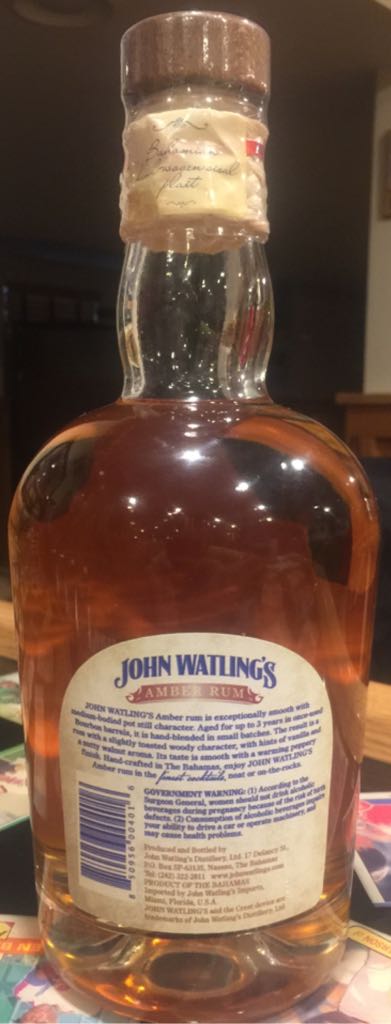 Bahamian
plait
JOHN WATLING'S
AMBER RUM
JOHN WATLING'S Amber rum is exceptionally smooth with
medium-bodied pot still character. Aged for up to 3 years in once-used
Bourbon barrels, it is hand-blended in small batches. The result is a
rum with a slightly toasted woody character, with hints of vanilla and
a nutty walnut aroma. Its taste is smooth with a warming peppery
finish. Hand-crafted in The Bahamas, enjoy JOHN WATLING'S
Amber rum in the finest cocktails, neat or on-the-rocks.
GOVERNMENT WARNING: (1) According to the
Surgeon General, women should not drink alcoholic
beverages during pregnancy because of the risk of birth
defects. (2) Consumption of alcoholic beverages impairs
your ability to drive a car or operate machinery, and
may cause health problems.
8 50956 00401 6
Produced and Bottled by
John Watling's Distillery, Ltd. 17 Delancy St.,
P.O. Box SF-63135, Nassau, The Bahamas
Tel: (242) 322-2811 www.johnwatlings.com
PRODUCT OF THE BAHAMAS
Imported by John Watling's Imports,
Miami, Florida, U.S.A.
JOHN WATLING'S and the Crest device are
trademarks of John Watling's Distillery, Ltd